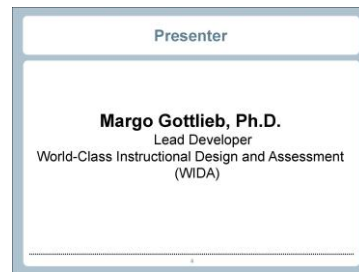 Presenter
Margo Gottlieb, Ph.D.
Lead Developer
World-Class Instructional Design and Assessment
(WIDA)